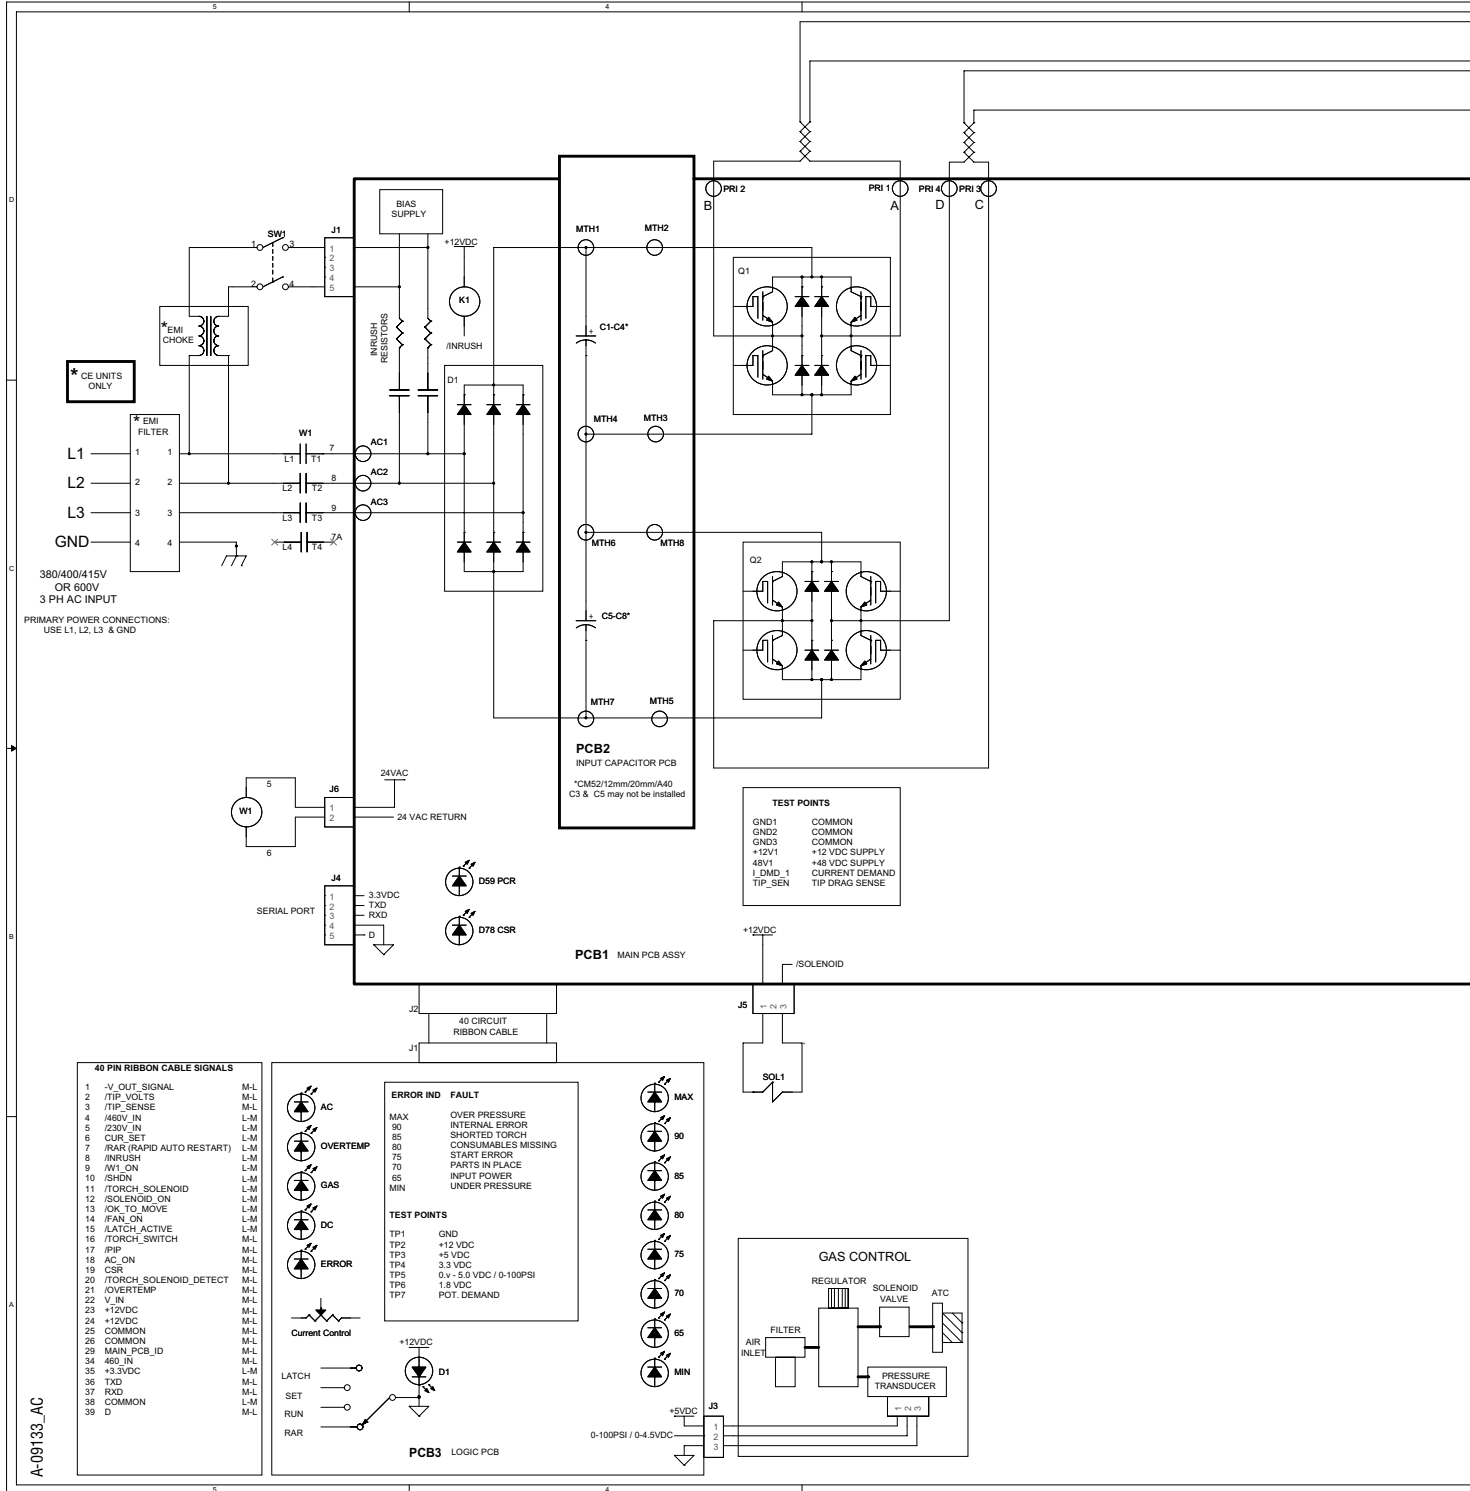 5
4
PRI 2
B
PRI 1
A
PRI 4
D
PRI 3
C
D
BIAS
SUPPLY
SW1
1
3
2
4
J1
1
2
3
4
5
+12VDC
K1
/INRUSH
INRUSH
RESISTORS
MTH1
MTH2
C1-C4*
+
MTH4
MTH3
MTH6
MTH8
C5-C8*
+
MTH7
MTH5
Q1
Q2
* EMI
CHOKE
* CE UNITS
ONLY
D1
* EMI
FILTER
L1
L2
L3
GND
1 1
2 2
3 3
4 4
W1
L1 T1
7
L2 T2
8
L3 T3
9
L4 T4
7A
AC1
AC2
AC3
C
380/400/415V
OR 600V
3 PH AC INPUT
PRIMARY POWER CONNECTIONS:
USE L1, L2, L3 & GND
PCB2
INPUT CAPACITOR PCB
*CM52/12mm/20mm/A40
C3 & C5 may not be installed
24VAC
J6
1
2
24 VAC RETURN
5
W1
6
J4
1
2
3
4
5
3.3VDC
TXD
RXD
D
SERIAL PORT
D59 PCR
D78 CSR
TEST POINTS
GND1 COMMON
GND2 COMMON
GND3 COMMON
+12V1 +12 VDC SUPPLY
48V1 +48 VDC SUPPLY
I_DMD_1 CURRENT DEMAND
TIP_SEN TIP DRAG SENSE
B
PCB1 MAIN PCB ASSY
+12VDC
/SOLENOID
J5
1
2
3
SOL1
J2
40 CIRCUIT
RIBBON CABLE
J1
40 PIN RIBBON CABLE SIGNALS
1 -V_OUT_SIGNAL M-L
2 /TIP_VOLTS M-L
3 /TIP_SENSE M-L
4 /460V_IN L-M
5 /230V_IN L-M
6 CUR_SET L-M
7 /RAR (RAPID AUTO RESTART) L-M
8 /INRUSH L-M
9 /W1_ON L-M
10 /SHDN L-M
11 /TORCH_SOLENOID L-M
12 /SOLENOID_ON L-M
13 /OK_TO_MOVE L-M
14 /FAN_ON L-M
15 /LATCH_ACTIVE L-M
16 /TORCH_SWITCH M-L
17 /PIP M-L
18 AC_ON M-L
19 CSR M-L
20 /TORCH_SOLENOID_DETECT M-L
21 /OVERTEMP M-L
22 V_IN M-L
23 +12VDC M-L
24 +12VDC M-L
25 COMMON M-L
26 COMMON M-L
29 MAIN_PCB_ID M-L
34 460_IN M-L
35 +3.3VDC L-M
36 TXD M-L
37 RXD M-L
38 COMMON L-M
39 D M-L
AC
OVERTEMP
GAS
DC
ERROR
Current Control
ERROR IND FAULT
MAX OVER PRESSURE
90 INTERNAL ERROR
85 SHORTED TORCH
80 CONSUMABLES MISSING
75 START ERROR
70 PARTS IN PLACE
65 INPUT POWER
MIN UNDER PRESSURE
TEST POINTS
TP1 GND
TP2 +12 VDC
TP3 +5 VDC
TP4 3.3 VDC
TP5 0.v - 5.0 VDC / 0-100PSI
TP6 1.8 VDC
TP7 POT. DEMAND
MAX
90
85
80
75
70
65
MIN
+12VDC
D1
LATCH
SET
RUN
RAR
PCB3 LOGIC PCB
GAS CONTROL
REGULATOR
SOLENOID
VALVE
ATC
FILTER
AIR
INLET
PRESSURE
TRANSDUCER
1
2
3
+5VDC
J3
1
2
3
0-100PSI / 0-4.5VDC
A
A-09133_AC
5
4